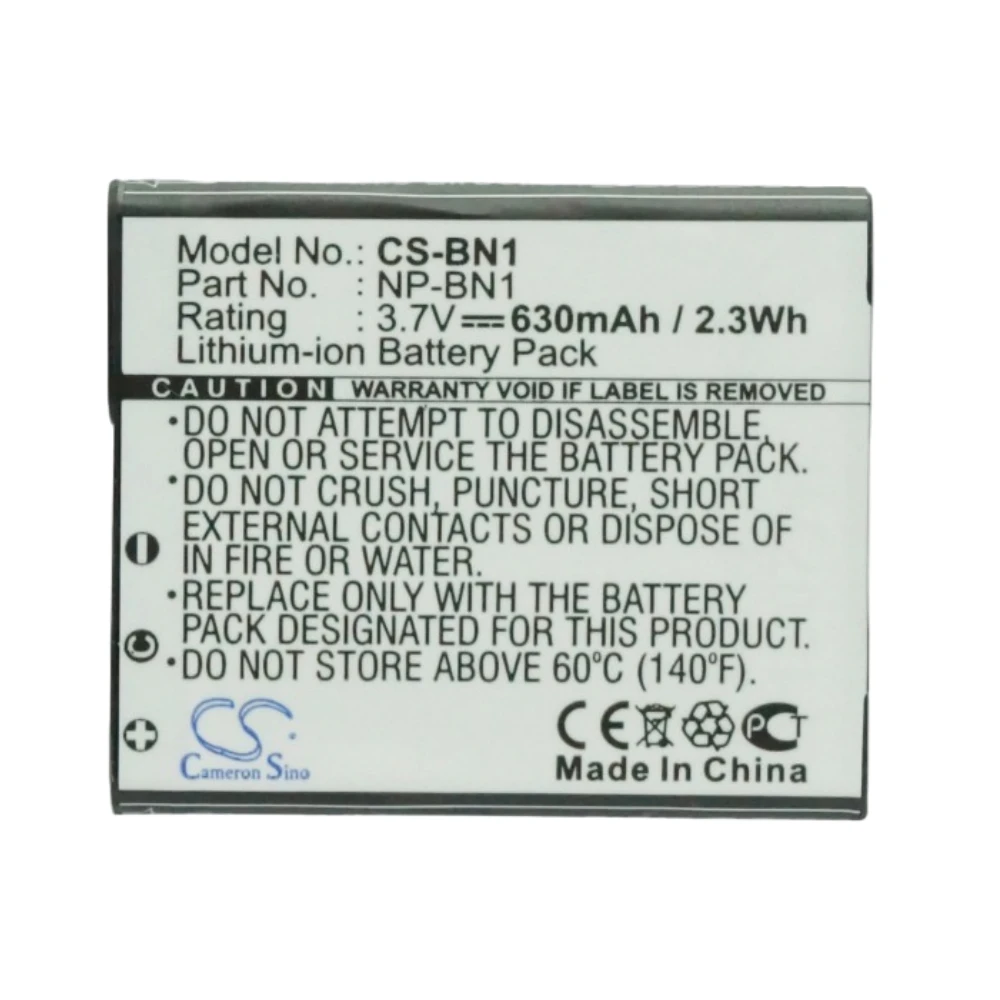 Model No.: CS-BN1
Part No. : NP-BN1
Rating : 3.7V 630mAh / 2.3Wh
Lithium-ion Battery Pack
CAUTION WARRANTY VOID IF LABEL IS REMOVED
•DO NOT ATTEMPT TO DISASSEMBLE,
OPEN OR SERVICE THE BATTERY PACK.
•DO NOT CRUSH, PUNCTURE, SHORT
EXTERNAL CONTACTS OR DISPOSE OF
IN FIRE OR WATER.
•REPLACE ONLY WITH THE BATTERY
PACK DESIGNATED FOR THIS PRODUCT.
•DO NOT STORE ABOVE 60°C (140°F).
CS
Cameron Sino
CE PCT
Made In China